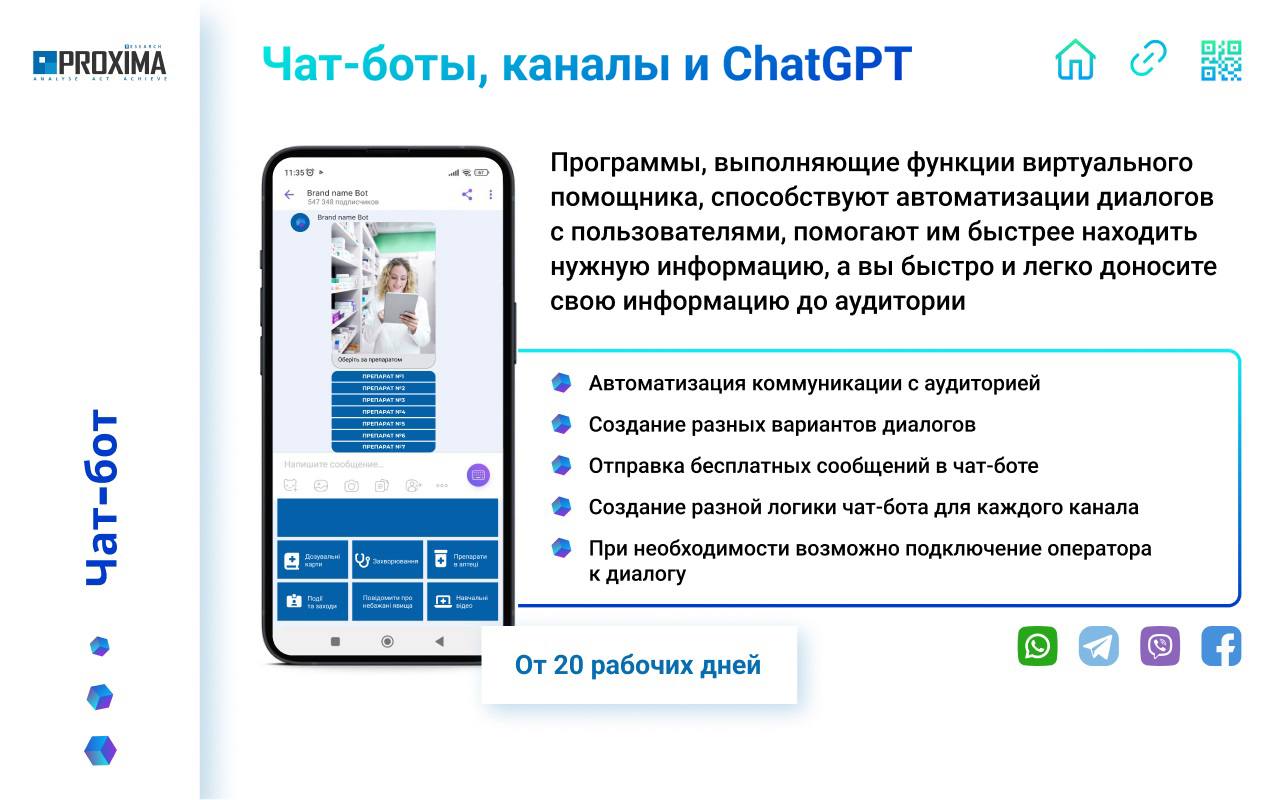 RESEARCH
PROXIMA
ANALYSE ACT ACHIEVE
Чат-боты, каналы и ChatGPT
Чат-бот
11:35
57
Brand name Bot
547 348 подписчиков
Brand name Bot
Оберіть за препаратом
ПРЕПАРАТ №1
ПРЕПАРАТ №2
ПРЕПАРАТ №3
ПРЕПАРАТ №4
ПРЕПАРАТ №5
ПРЕПАРАТ №6
ПРЕПАРАТ №7
Напишите сообщение...
Дозувальні
карти
Захворювання
Препарати
в аптеці
Події
та заходи
Повідомити про
небажані явища
Навчальні
відео
Программы, выполняющие функции виртуального
помощника, способствуют автоматизации диалогов
с пользователями, помогают им быстрее находить
нужную информацию, а вы быстро и легко доносите
свою информацию до аудитории
Автоматизация коммуникации с аудиторией
Создание разных вариантов диалогов
Отправка бесплатных сообщений в чат-боте
Создание разной логики чат-бота для каждого канала
При необходимости возможно подключение оператора
к диалогу
От 20 рабочих дней